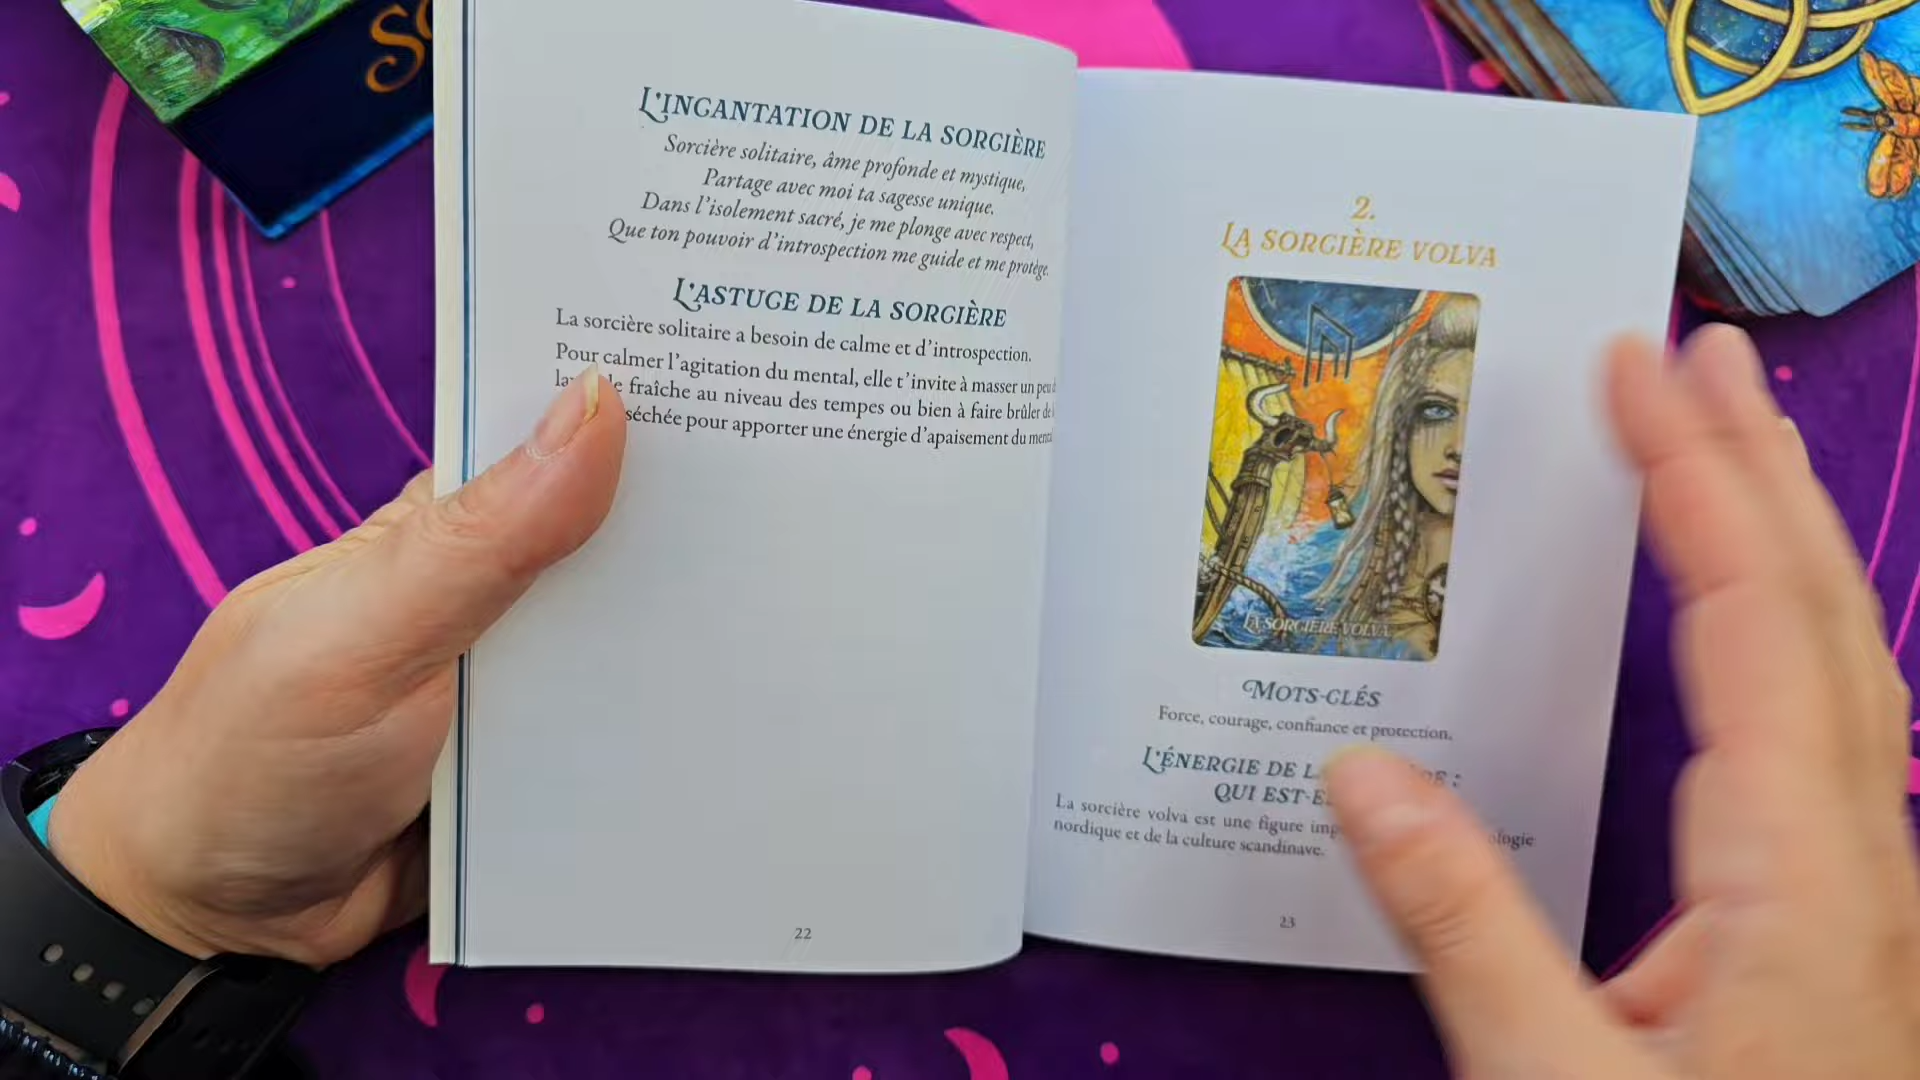 L'INCANTATION DE LA SORCIÈRE
Sorcière solitaire, âme profonde et mystique,
Partage avec moi ta sagesse unique.
Dans l'isolement sacré, je me plonge avec respect,
Que ton pouvoir d'introspection me guide et me protège.
L'ASTUCE DE LA SORCIÈRE
La sorcière solitaire a besoin de calme et d'introspection.
Pour calmer l'agitation du mental, elle t'invite à masser un peu
fraîche au niveau des tempes ou bien à faire brûler de
séchée pour apporter une énergie d'apaisement du
22
2.
LA SORCIÈRE VOLVA
LA SORCIÈRE VOLVA
MOTS-CLÉS
Force, courage, confiance et protection.
L'ÉNERGIE DE :
QUI
La sorcière volva est une figure
nordique et de la culture scandinave.
23